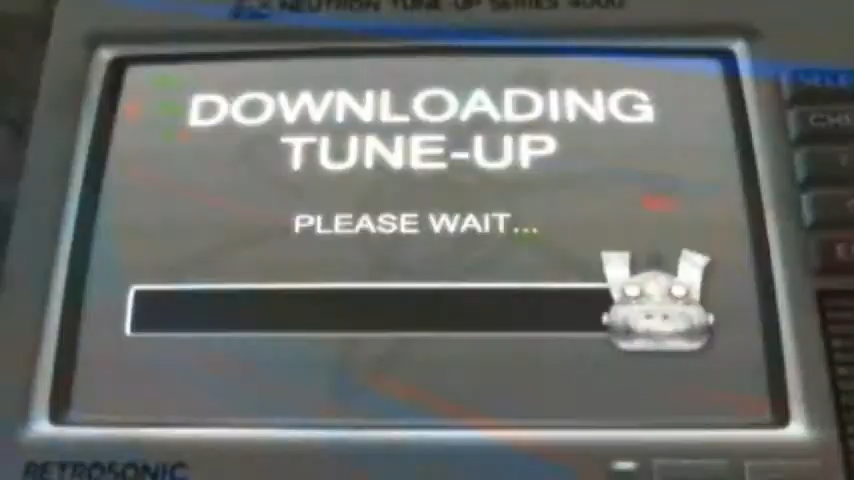 NEUTRON TUNE-UP SERIES 4000
DOWNLOADING
TUNE-UP
PLEASE WAIT...
RETROSONIC